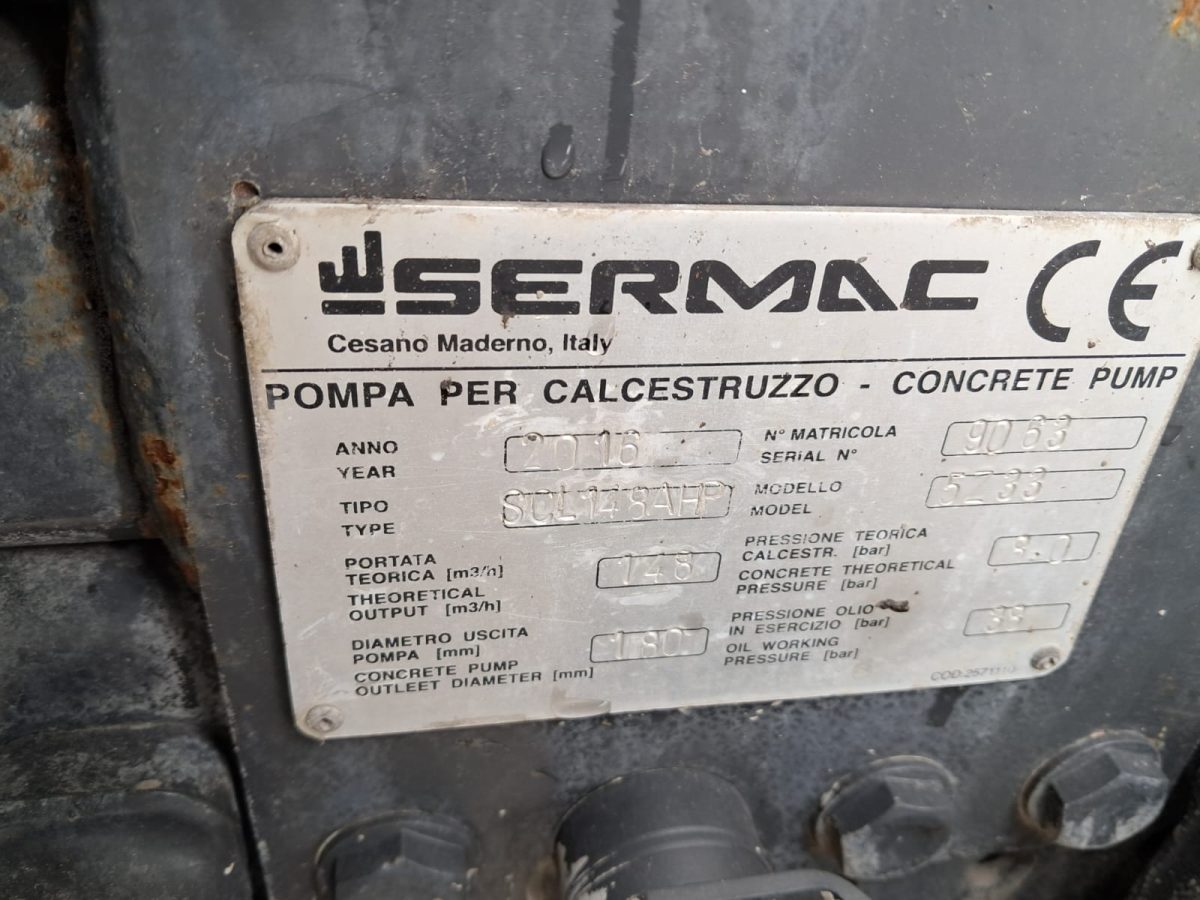 SERMAC CE
Cesano Maderno, Italy
POMPA PER CALCESTRUZZO - CONCRETE PUMP
ANNO
YEAR
2016
N° MATRICOLA
SERIAL N°
9063
TIPO
TYPE
SCL148AHP
MODELLO
MODEL
5Z33
PORTATA
TEORICA [m3/h]
THEORETICAL
OUTPUT [m3/h]
148
PRESSIONE TEORICA
CALCESTR. [bar]
CONCRETE THEORETICAL
PRESSURE [bar]
DIAMETRO USCITA
POMPA [mm]
CONCRETE PUMP
OUTLEET DIAMETER [mm]
180
PRESSIONE OLIO
IN ESERCIZIO [bar]
OIL WORKING
PRESSURE [bar]